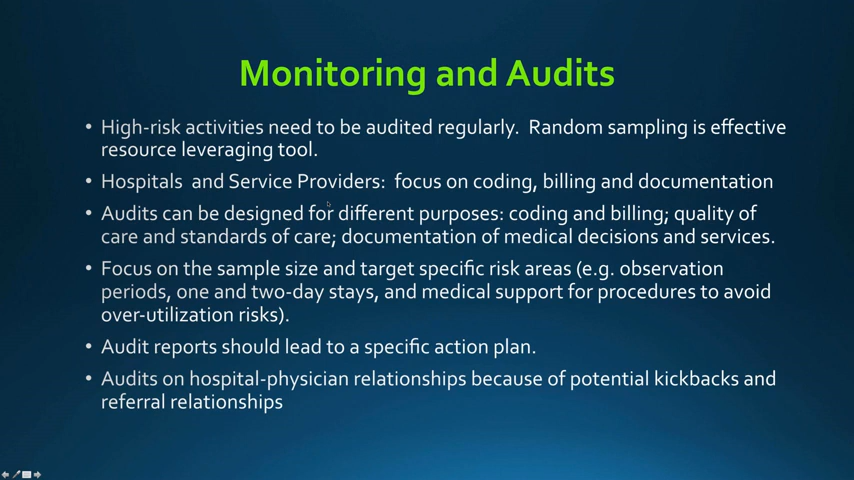 Monitoring and Audits
• High-risk activities need to be audited regularly.  Random sampling is effective
resource leveraging tool.
• Hospitals  and Service Providers:  focus on coding, billing and documentation
• Audits can be designed for different purposes: coding and billing; quality of
care and standards of care; documentation of medical decisions and services.
• Focus on the sample size and target specific risk areas (e.g. observation
periods, one and two-day stays, and medical support for procedures to avoid
over-utilization risks).
• Audit reports should lead to a specific action plan.
• Audits on hospital-physician relationships because of potential kickbacks and
referral relationships